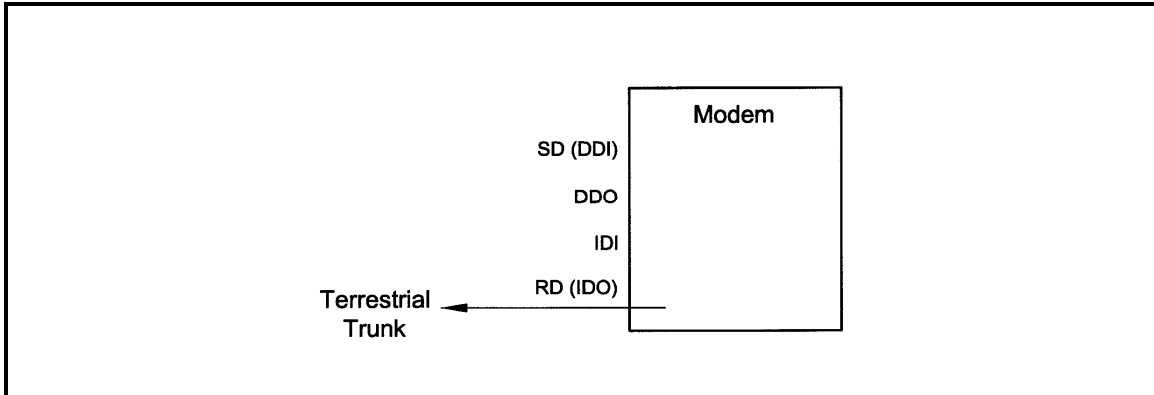 Modem
SD (DDI)
DDO
IDI
RD (IDO)
Terrestrial
Trunk